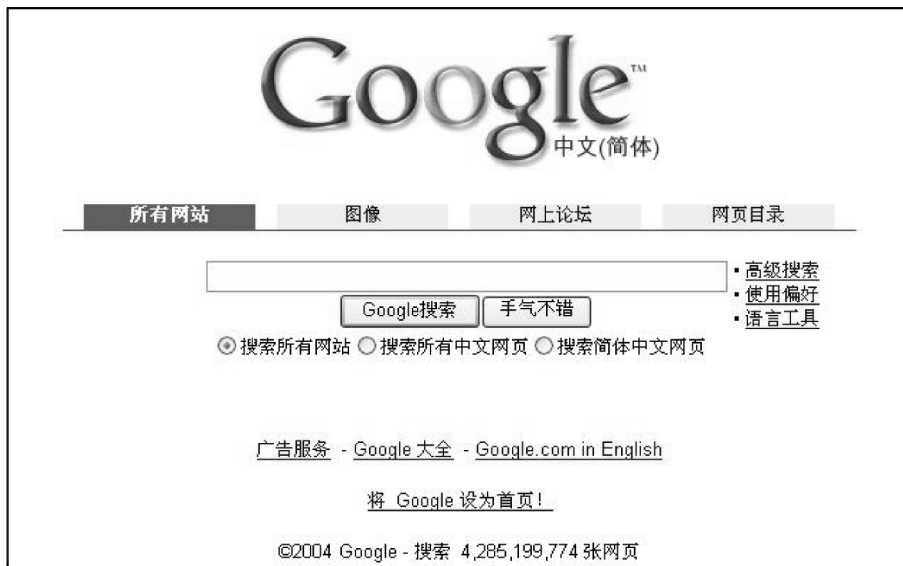 Google™
中文(简体)
所有网站 图像 网上论坛 网页目录
高级搜索
使用偏好
语言工具
Google搜索 手气不错
搜索所有网站 搜索所有中文网页 搜索简体中文网页
广告服务 - Google 大全 - Google.com in English
将 Google 设为首页!
©2004 Google - 搜索 4,285,199,774 张网页